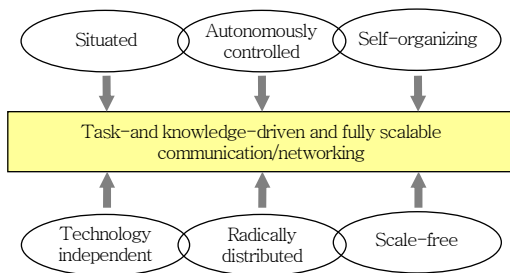 Situated
Autonomously
controlled
Self-organizing
Task-and knowledge-driven and fully scalable
communication/networking
Technology
independent
Radically
distributed
Scale-free